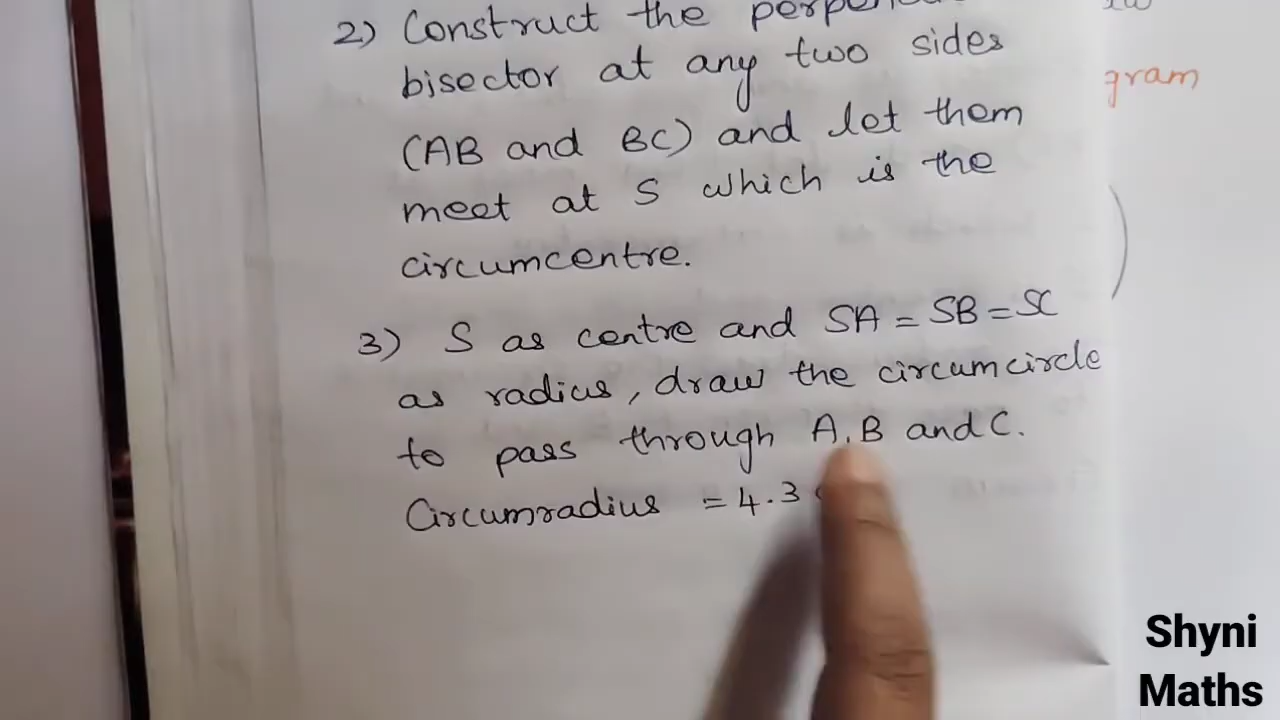 2) Construct the
bisector at any two sides
gram
(AB and BC) and let them
meet at S which is the
circumcentre.
3) S as centre and SA = SB = SC
as radius, draw the circumcircle
to pass through A, B and C.
Circumradius = 4.3
Shyni
Maths